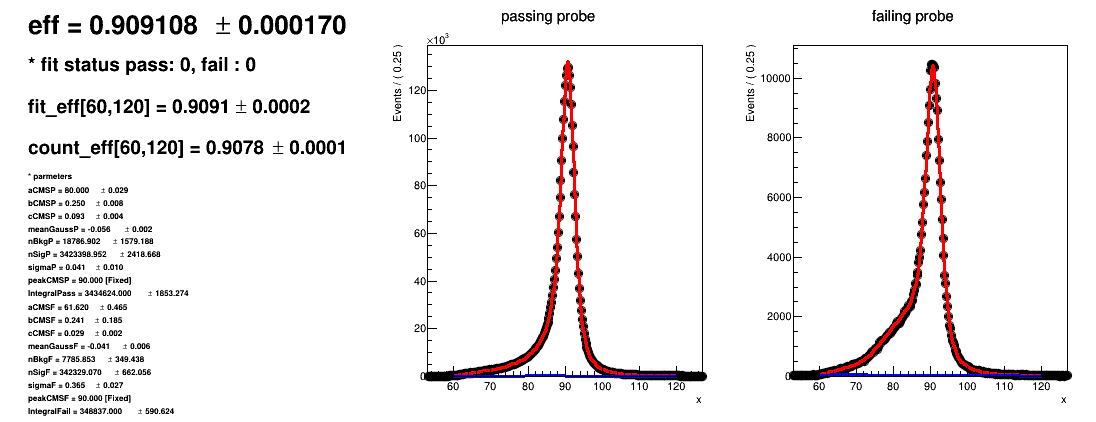 eff = 0.909108 ± 0.000170
* fit status pass: 0, fail : 0
fit_eff[60,120] = 0.9091 ± 0.0002
count_eff[60,120] = 0.9078 ± 0.0001
* parmeters
aCMSP = 80.000 ± 0.029
bCMSP = 0.250 ± 0.008
cCMSP = 0.093 ± 0.004
meanGaussP = -0.056 ± 0.002
nBkgP = 18786.902 ± 1579.188
nSigP = 3423398.952 ± 2418.668
sigmaP = 0.041 ± 0.010
peakCMSP = 90.000 [Fixed]
IntegralPass = 3434624.000 ± 1853.274
aCMSF = 61.620 ± 0.465
bCMSF = 0.241 ± 0.185
cCMSF = 0.029 ± 0.002
meanGaussF = -0.041 ± 0.006
nBkgF = 7785.853 ± 349.438
nSigF = 342329.070 ± 662.056
sigmaF = 0.365 ± 0.027
peakCMSF = 90.000 [Fixed]
IntegralFail = 348837.000 ± 590.624
passing probe
×10³
Events / ( 0.25 )
120
100
80
60
40
20
0
60 70 80 90 100 110 120
x
failing probe
Events / ( 0.25 )
10000
8000
6000
4000
2000
0
60 70 80 90 100 110 120
x